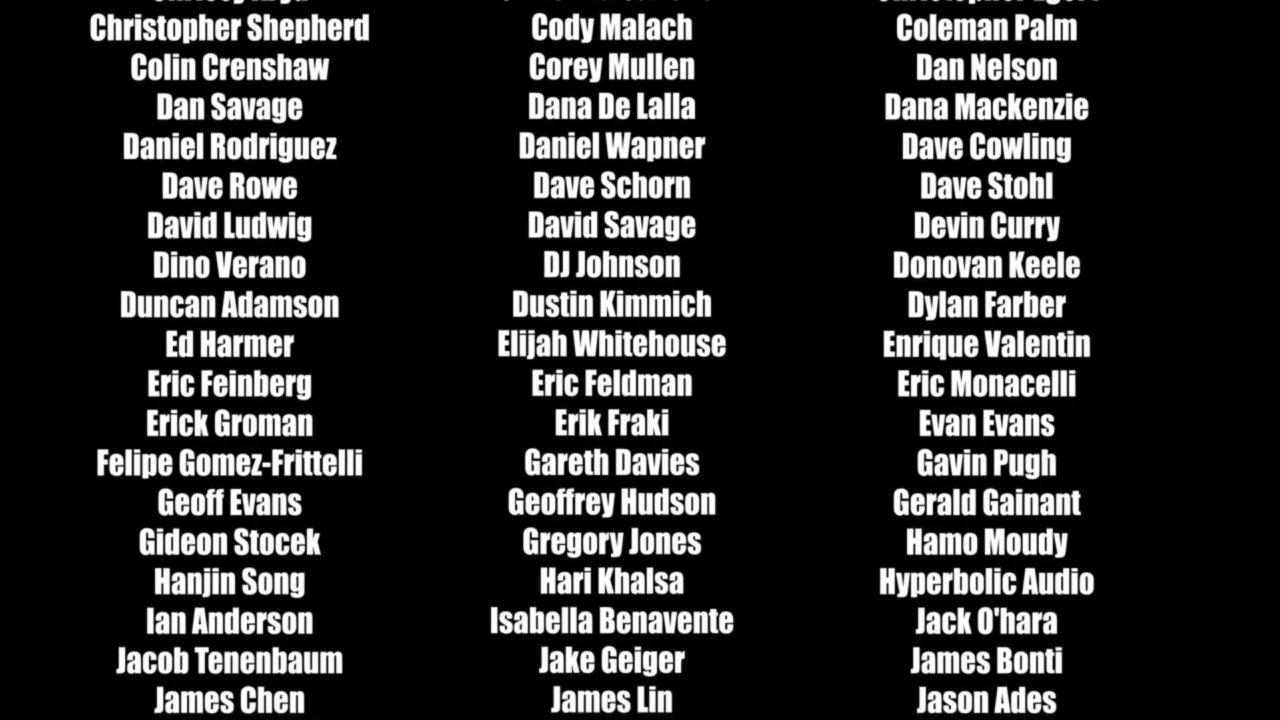 Christopher Shepherd Cody Malach Coleman Palm
Colin Crenshaw Corey Mullen Dan Nelson
Dan Savage Dana De Lalla Dana Mackenzie
Daniel Rodriguez Daniel Wapner Dave Cowling
Dave Rowe Dave Schorn Dave Stohl
David Ludwig David Savage Devin Curry
Dino Verano DJ Johnson Donovan Keele
Duncan Adamson Dustin Kimmich Dylan Farber
Ed Harmer Elijah Whitehouse Enrique Valentin
Eric Feinberg Eric Feldman Eric Monacelli
Erick Groman Erik Fraki Evan Evans
Felipe Gomez-Frittelli Gareth Davies Gavin Pugh
Geoff Evans Geoffrey Hudson Gerald Gainant
Gideon Stocek Gregory Jones Hamo Moudy
Hanjin Song Hari Khalsa Hyperbolic Audio
Ian Anderson Isabella Benavente Jack O'hara
Jacob Tenenbaum Jake Geiger James Bonti
James Chen James Lin Jason Ades